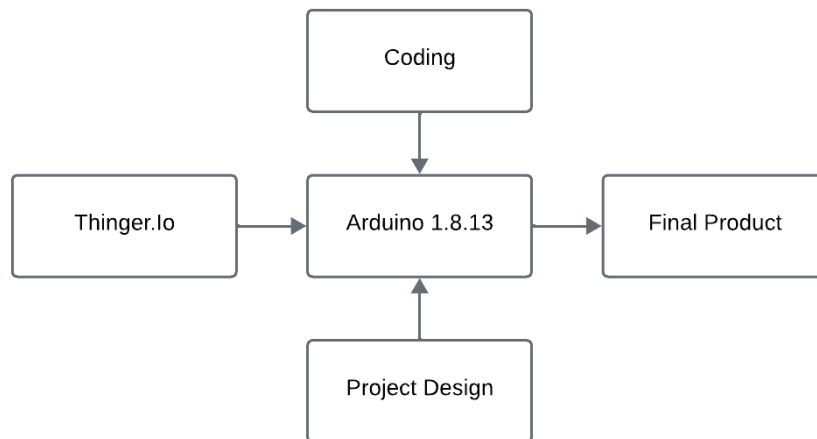 Coding
Thinger.Io
Arduino 1.8.13
Final Product
Project Design